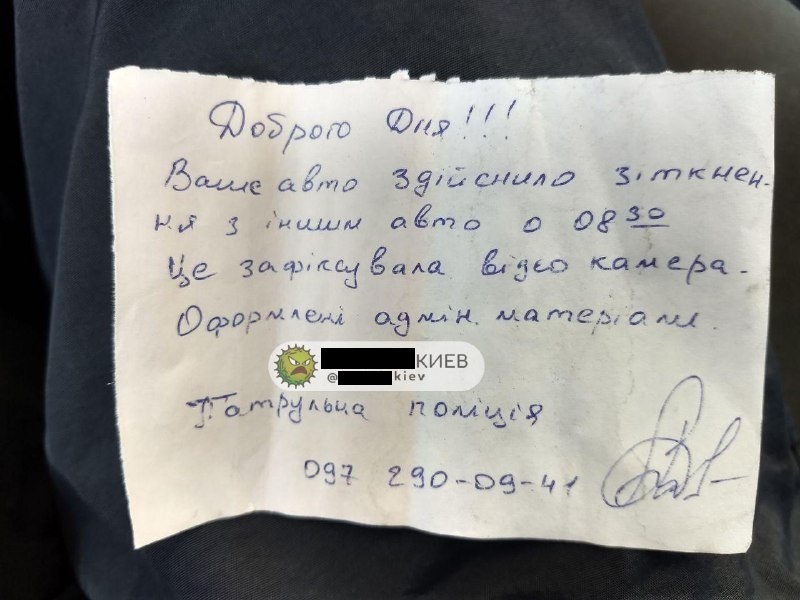 Доброго Дня!!!
Ваше авто здійснило зіткнен-
ня з іншим авто о 08 30
Це зафіксувала відео камера.
Оформлені адмін. матеріали.
КИЕВ
@ kiev
Патрульна поліція
097 290-09-41